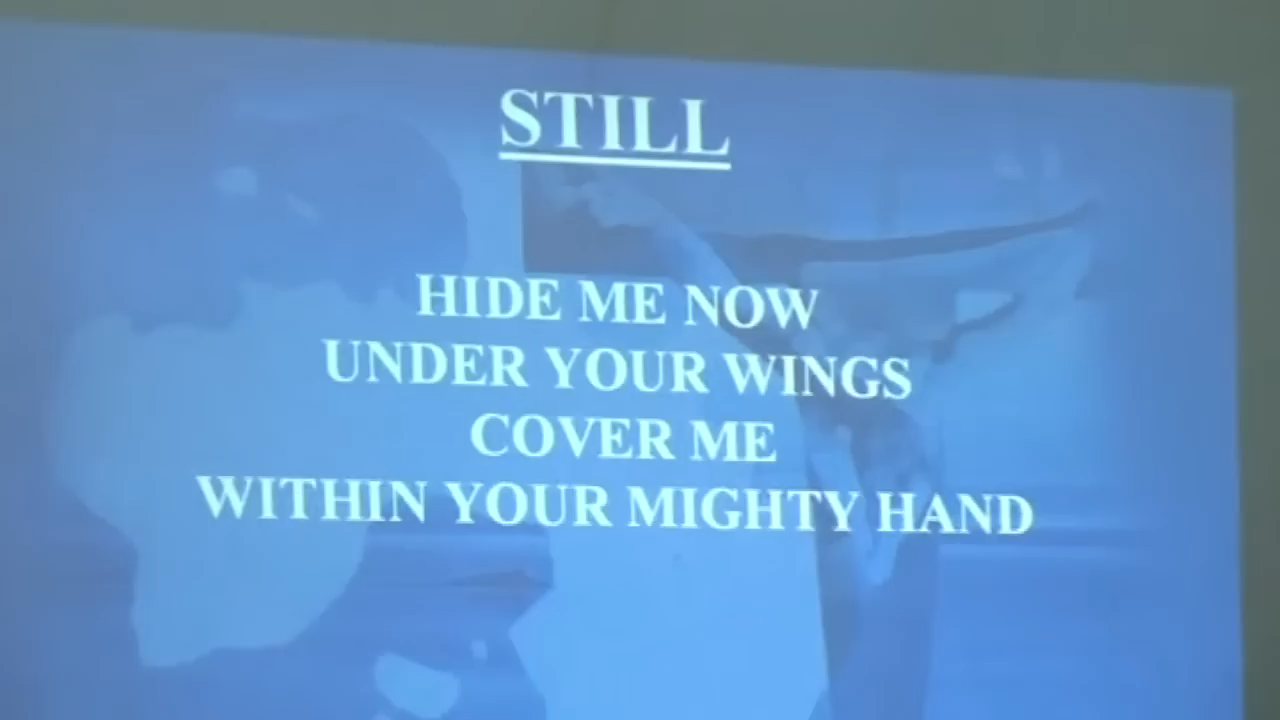 STILL
HIDE ME NOW
UNDER YOUR WINGS
COVER ME
WITHIN YOUR MIGHTY HAND